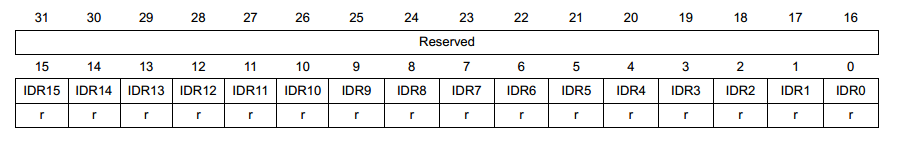 31 30 29 28 27 26 25 24 23 22 21 20 19 18 17 16
Reserved
15 14 13 12 11 10 9 8 7 6 5 4 3 2 1 0
IDR15 IDR14 IDR13 IDR12 IDR11 IDR10 IDR9 IDR8 IDR7 IDR6 IDR5 IDR4 IDR3 IDR2 IDR1 IDR0
r r r r r r r r r r r r r r r r